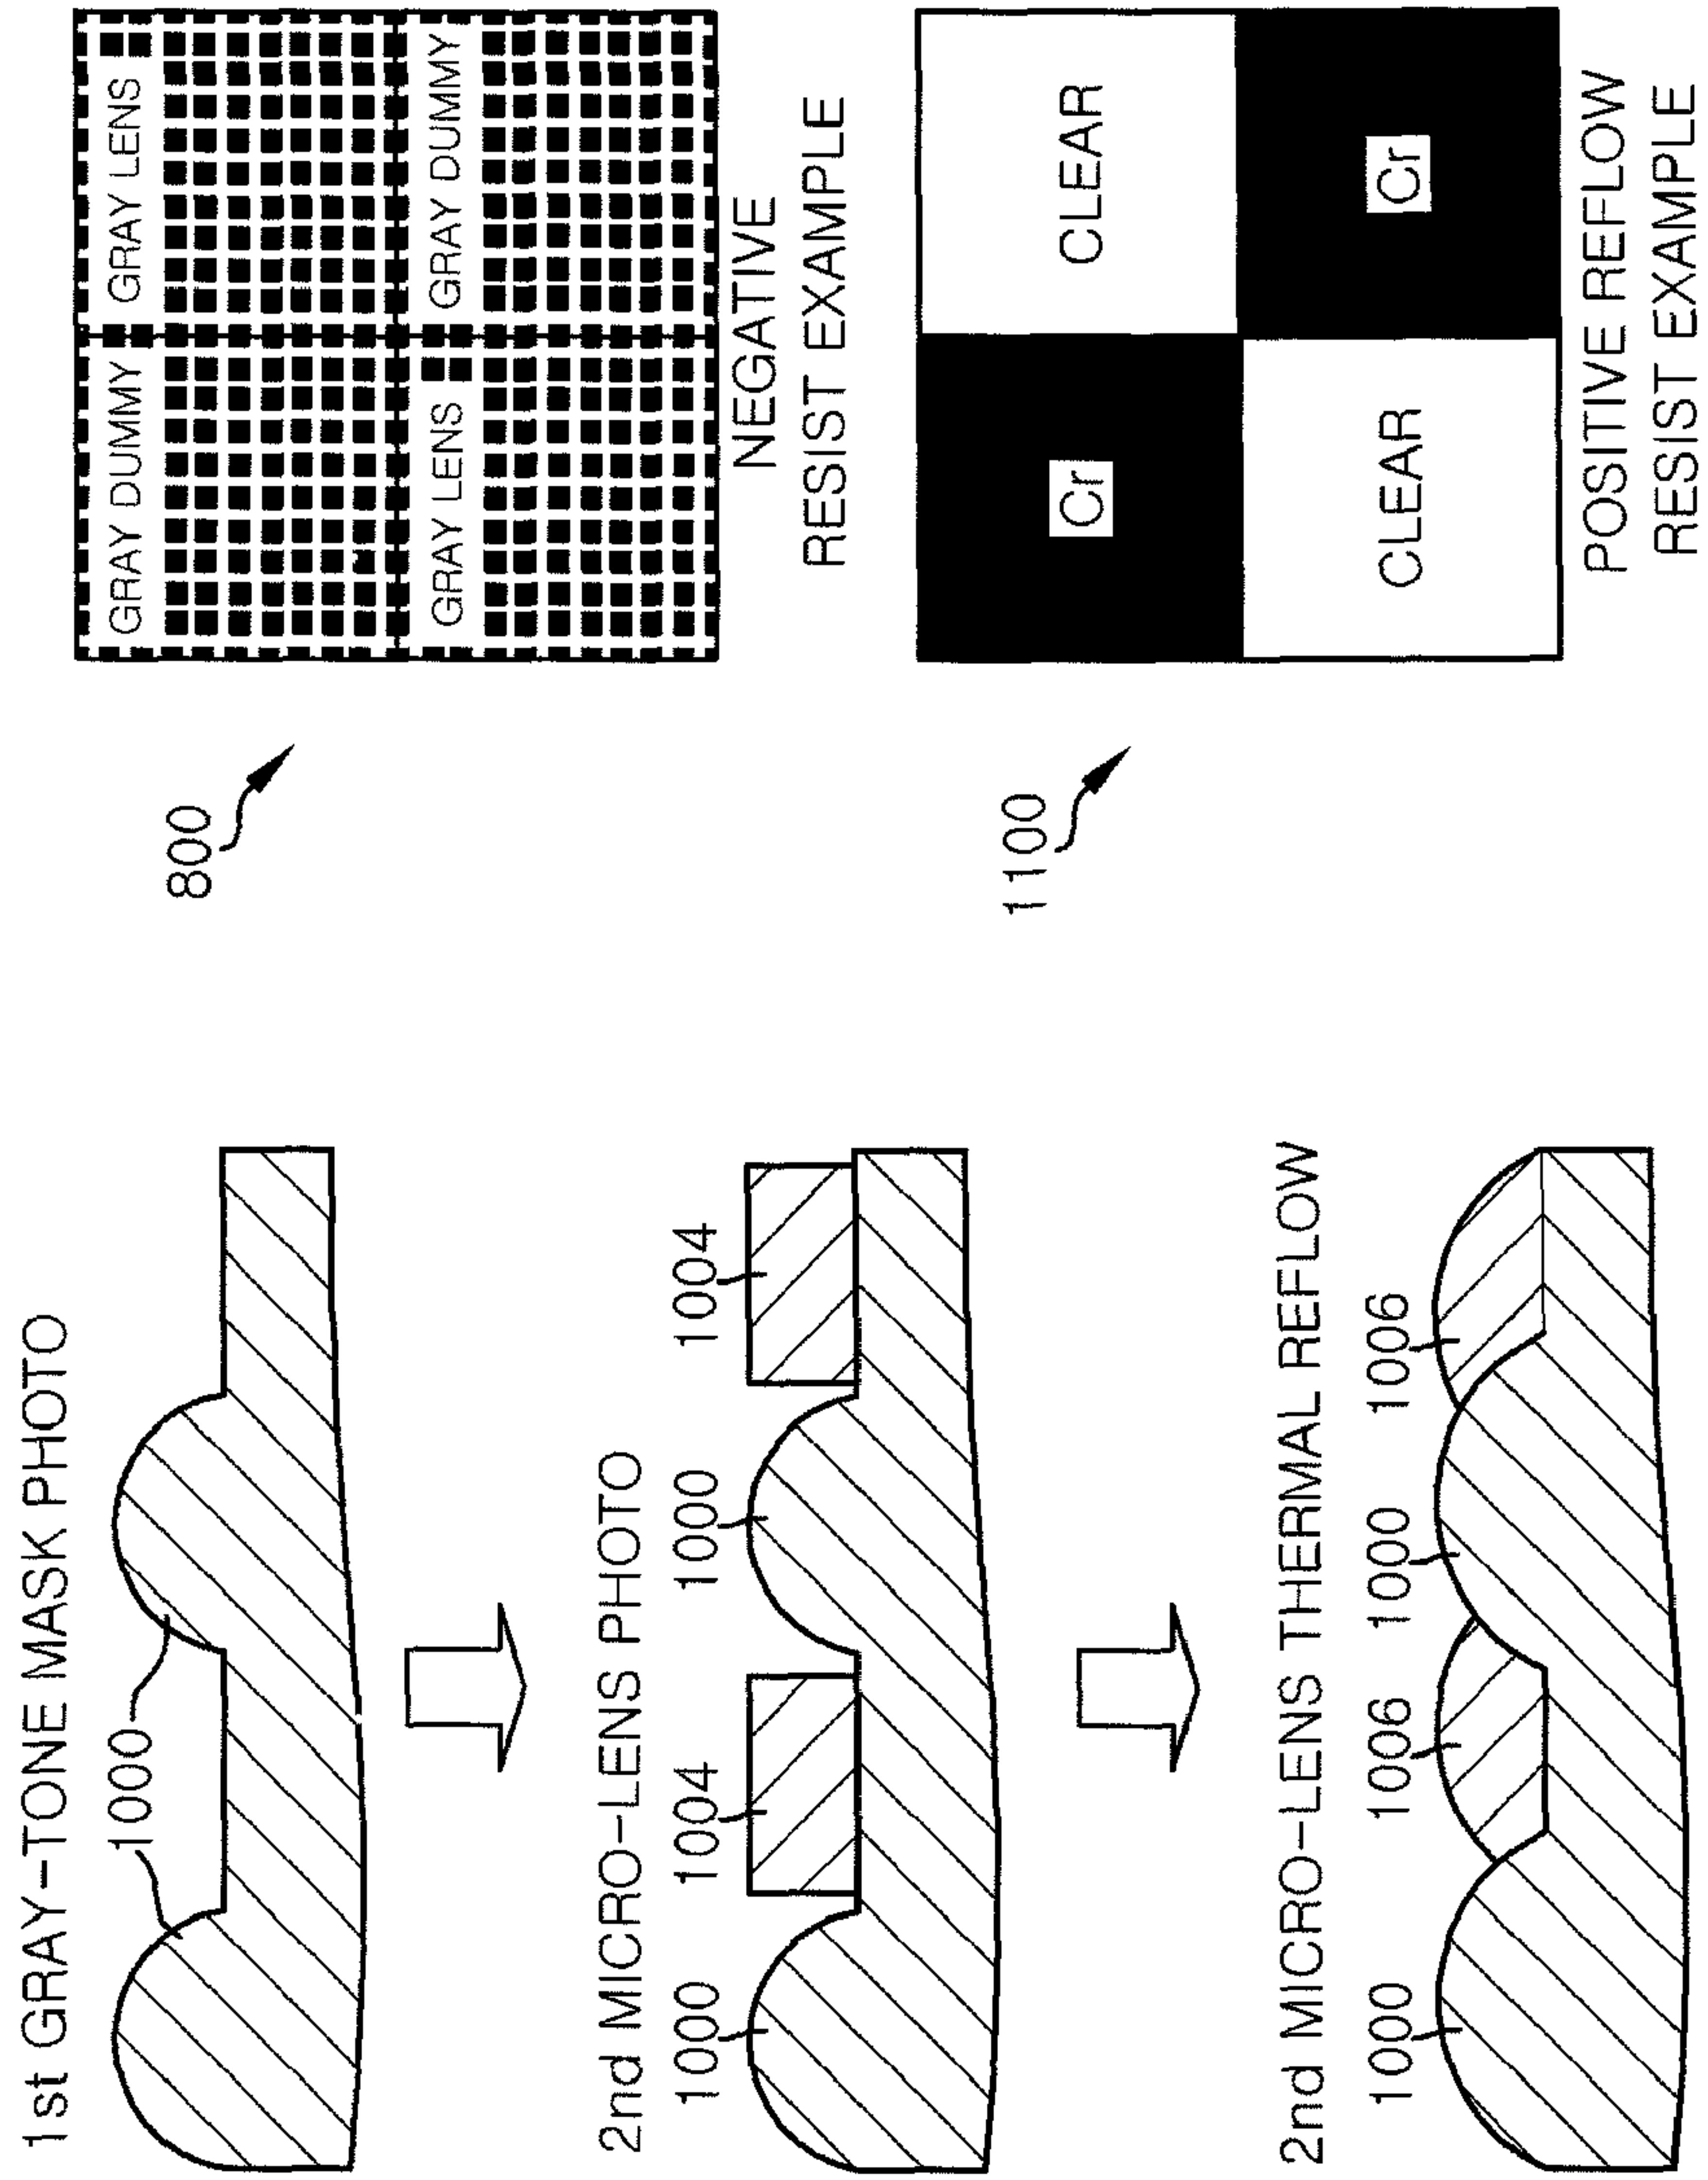 1st GRAY-TONE MASK PHOTO
1000
800
GRAY DUMMY
GRAY LENS
GRAY LENS
GRAY DUMMY
NEGATIVE
RESIST EXAMPLE
2nd MICRO-LENS PHOTO
1000
1004
1000
1004
1100
Cr
CLEAR
CLEAR
Cr
POSITIVE REFLOW
RESIST EXAMPLE
2nd MICRO-LENS THERMAL REFLOW
1000
1006
1000
1006